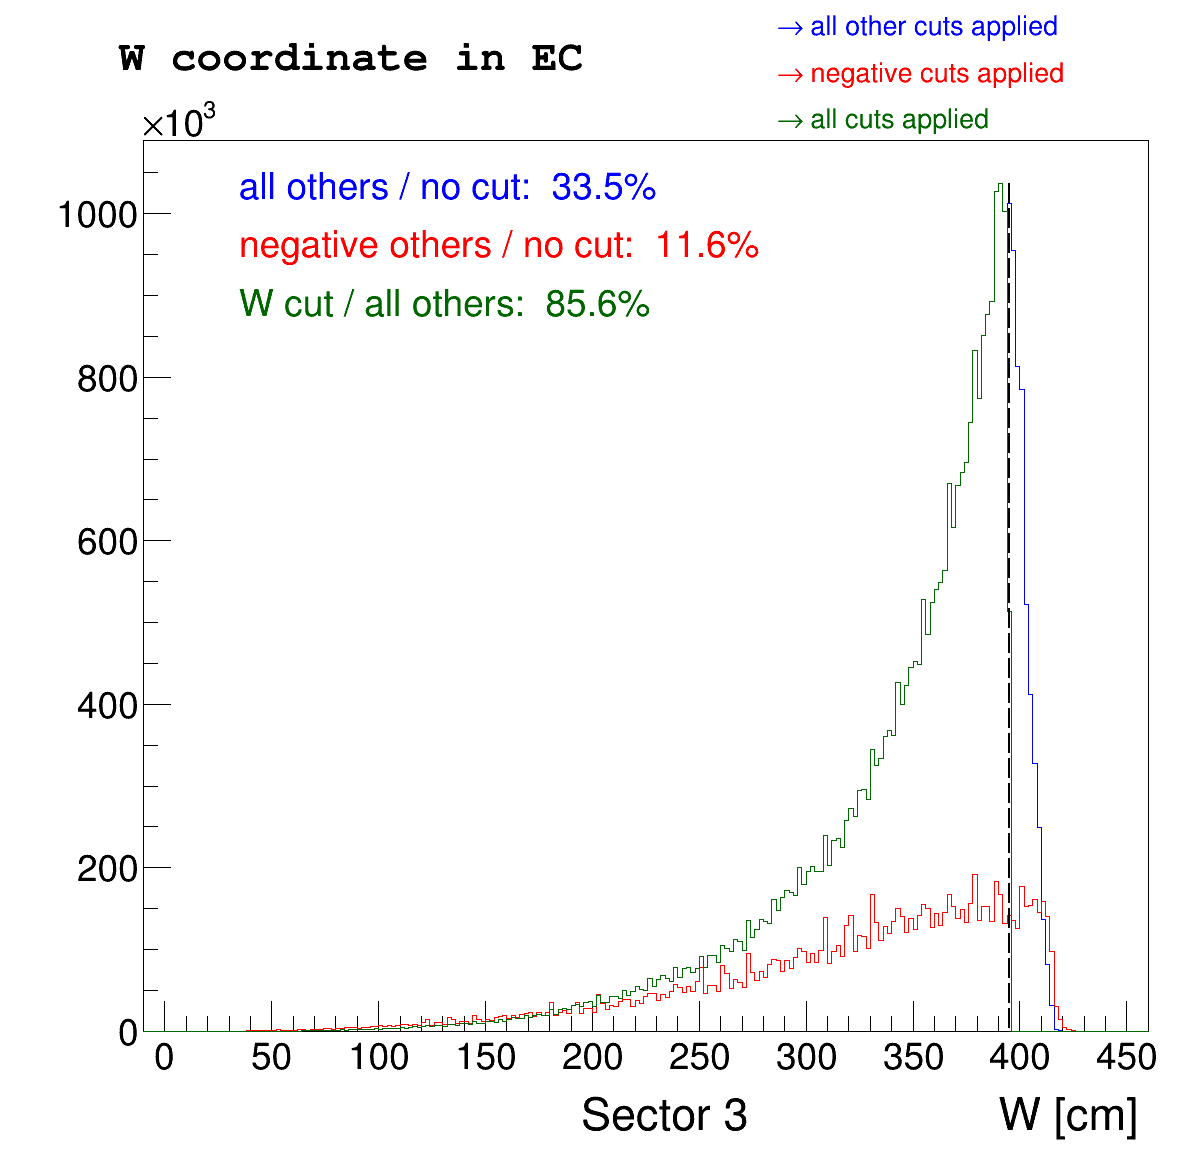 → all other cuts applied
W coordinate in EC
→ negative cuts applied
→ all cuts applied
×10³
all others / no cut: 33.5%
negative others / no cut: 11.6%
W cut / all others: 85.6%
1000
800
600
400
200
0
0 50 100 150 200 250 300 350 400 450
Sector 3 W [cm]